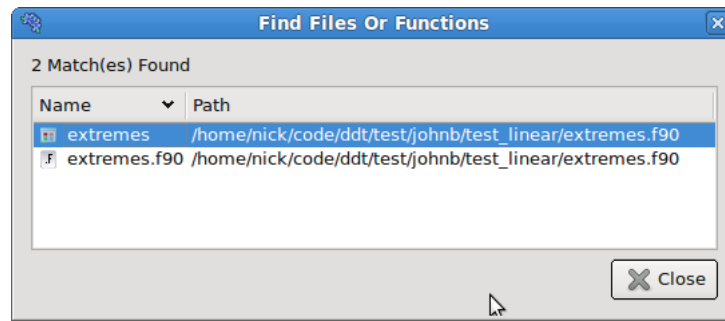 Find Files Or Functions
2 Match(es) Found
Name Path
extremes /home/nick/code/ddt/test/johnb/test_linear/extremes.f90
.F extremes.f90 /home/nick/code/ddt/test/johnb/test_linear/extremes.f90
Close